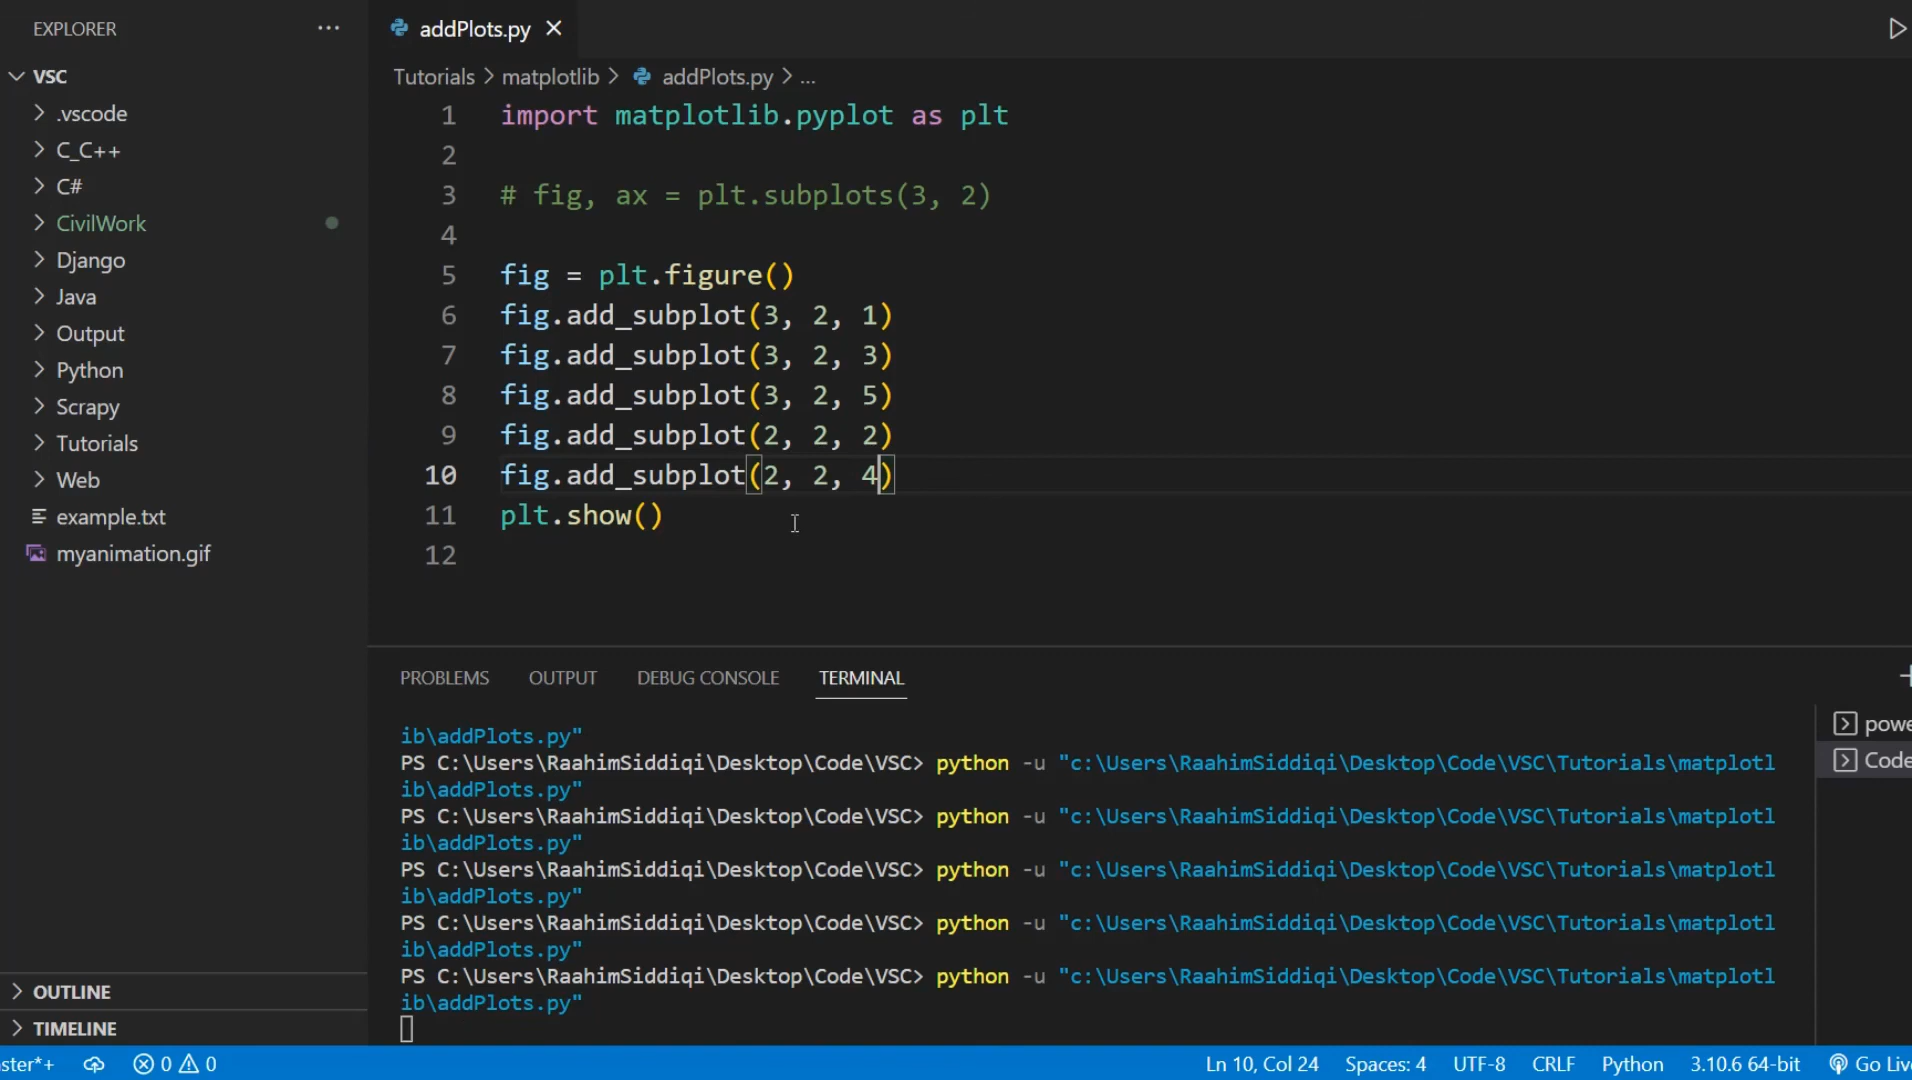 EXPLORER
···
VSC
.vscode
C_C++
C#
CivilWork
Django
Java
Output
Python
Scrapy
Tutorials
Web
example.txt
myanimation.gif
OUTLINE
TIMELINE
addPlots.py
Tutorials > matplotlib > addPlots.py > ...
1 import matplotlib.pyplot as plt
2
3 # fig, ax = plt.subplots(3, 2)
4
5 fig = plt.figure()
6 fig.add_subplot(3, 2, 1)
7 fig.add_subplot(3, 2, 3)
8 fig.add_subplot(3, 2, 5)
9 fig.add_subplot(2, 2, 2)
10 fig.add_subplot(2, 2, 4)
11 plt.show()
12
PROBLEMS OUTPUT DEBUG CONSOLE TERMINAL
ib\addPlots.py"
PS C:\Users\RaahimSiddiqi\Desktop\Code\VSC> python -u "c:\Users\RaahimSiddiqi\Desktop\Code\VSC\Tutorials\matplotl
ib\addPlots.py"
PS C:\Users\RaahimSiddiqi\Desktop\Code\VSC> python -u "c:\Users\RaahimSiddiqi\Desktop\Code\VSC\Tutorials\matplotl
ib\addPlots.py"
PS C:\Users\RaahimSiddiqi\Desktop\Code\VSC> python -u "c:\Users\RaahimSiddiqi\Desktop\Code\VSC\Tutorials\matplotl
ib\addPlots.py"
PS C:\Users\RaahimSiddiqi\Desktop\Code\VSC> python -u "c:\Users\RaahimSiddiqi\Desktop\Code\VSC\Tutorials\matplotl
ib\addPlots.py"
PS C:\Users\RaahimSiddiqi\Desktop\Code\VSC> python -u "c:\Users\RaahimSiddiqi\Desktop\Code\VSC\Tutorials\matplotl
ib\addPlots.py"
powe
Code
ster*+ 0 0 Ln 10, Col 24 Spaces: 4 UTF-8 CRLF Python 3.10.6 64-bit Go Liv